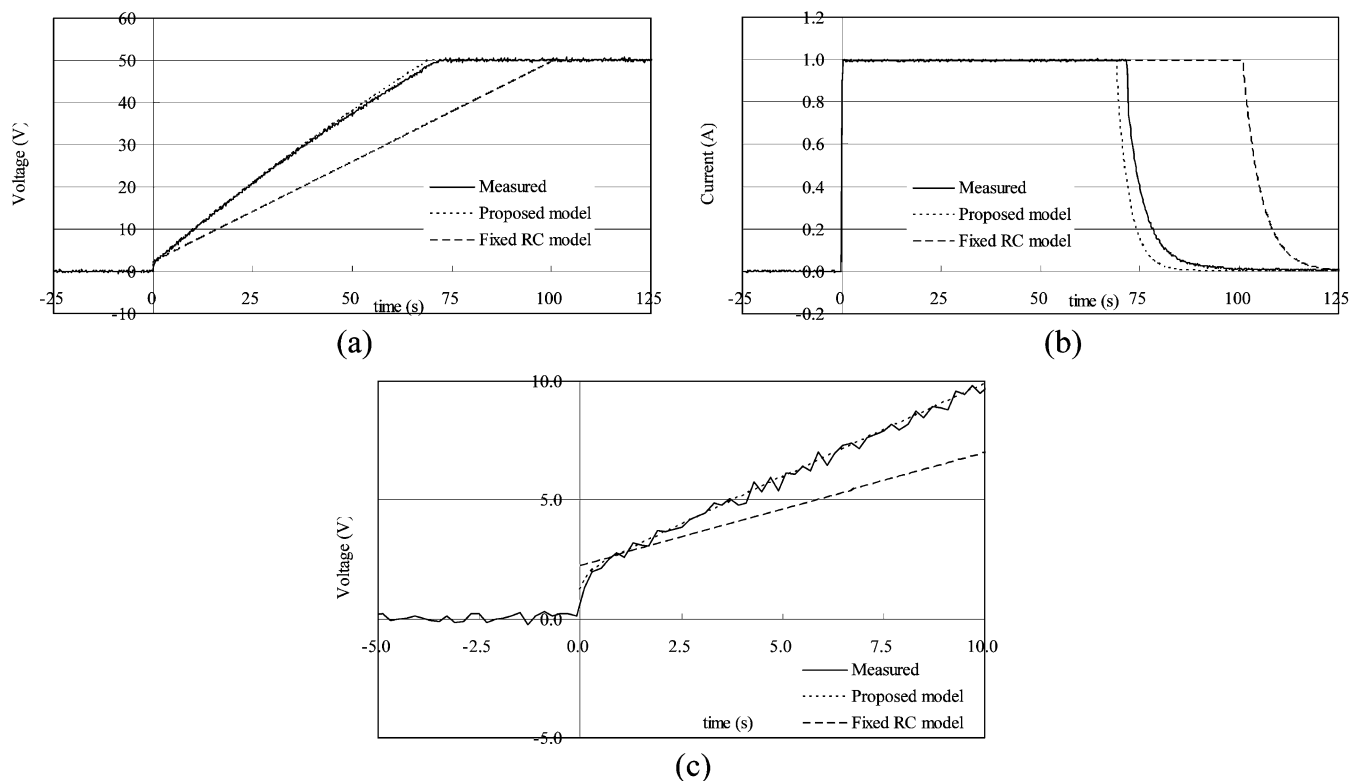 60
50
40
30
20
10
0
-10
-25
0
25
50
75
100
125
Voltage (V)
time (s)
Measured
Proposed model
Fixed RC model
(a)
1.2
1.0
0.8
0.6
0.4
0.2
0.0
-0.2
-25
0
25
50
75
100
125
Current (A)
time (s)
Measured
Proposed model
Fixed RC model
(b)
10.0
5.0
0.0
-5.0
-5.0
-2.5
0.0
2.5
5.0
7.5
10.0
Voltage (V)
time (s)
Measured
Proposed model
Fixed RC model
(c)